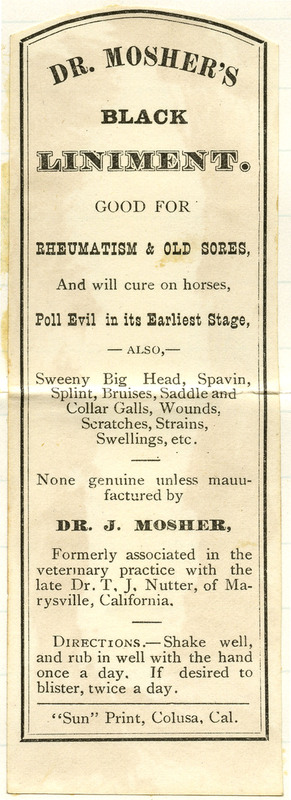 DR. MOSHER'S
BLACK
LINIMENT.
GOOD FOR
RHEUMATISM & OLD SORES,
And will cure on horses,
Poll Evil in its Earliest Stage,
— ALSO,—
Sweeny Big Head, Spavin,
Splint, Bruises, Saddle and
Collar Galls, Wounds,
Scratches, Strains,
Swellings, etc.
None genuine unless mauu-
factured by
DR. J. MOSHER,
Formerly associated in the
veterinary practice with the
late Dr. T. J. Nutter, of Ma-
rysville, California.
DIRECTIONS.—Shake well,
and rub in well with the hand
once a day. If desired to
blister, twice a day.
"Sun" Print, Colusa, Cal.